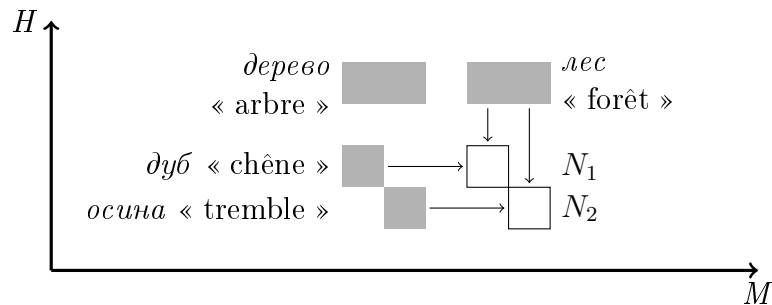 H
дерево
« arbre »
лес
« forêt »
дуб « chêne »
N₁
осина « tremble »
N₂
M